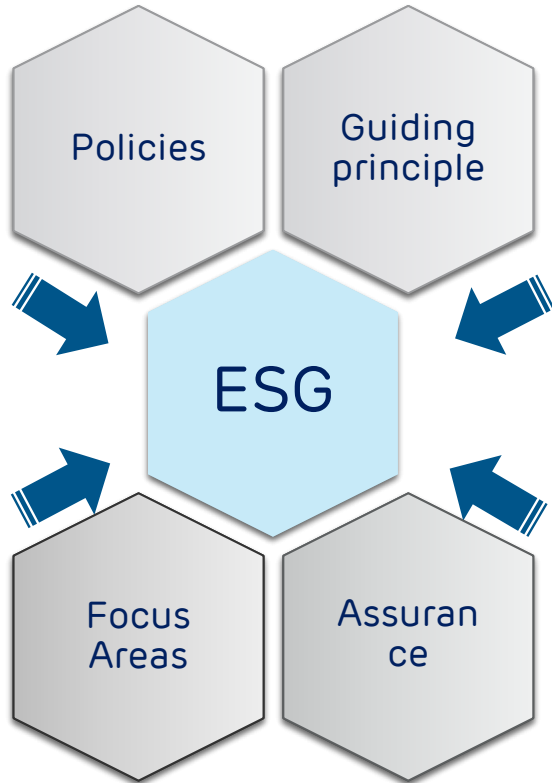 Policies
Guiding
principle
ESG
Focus
Areas
Assuran
ce